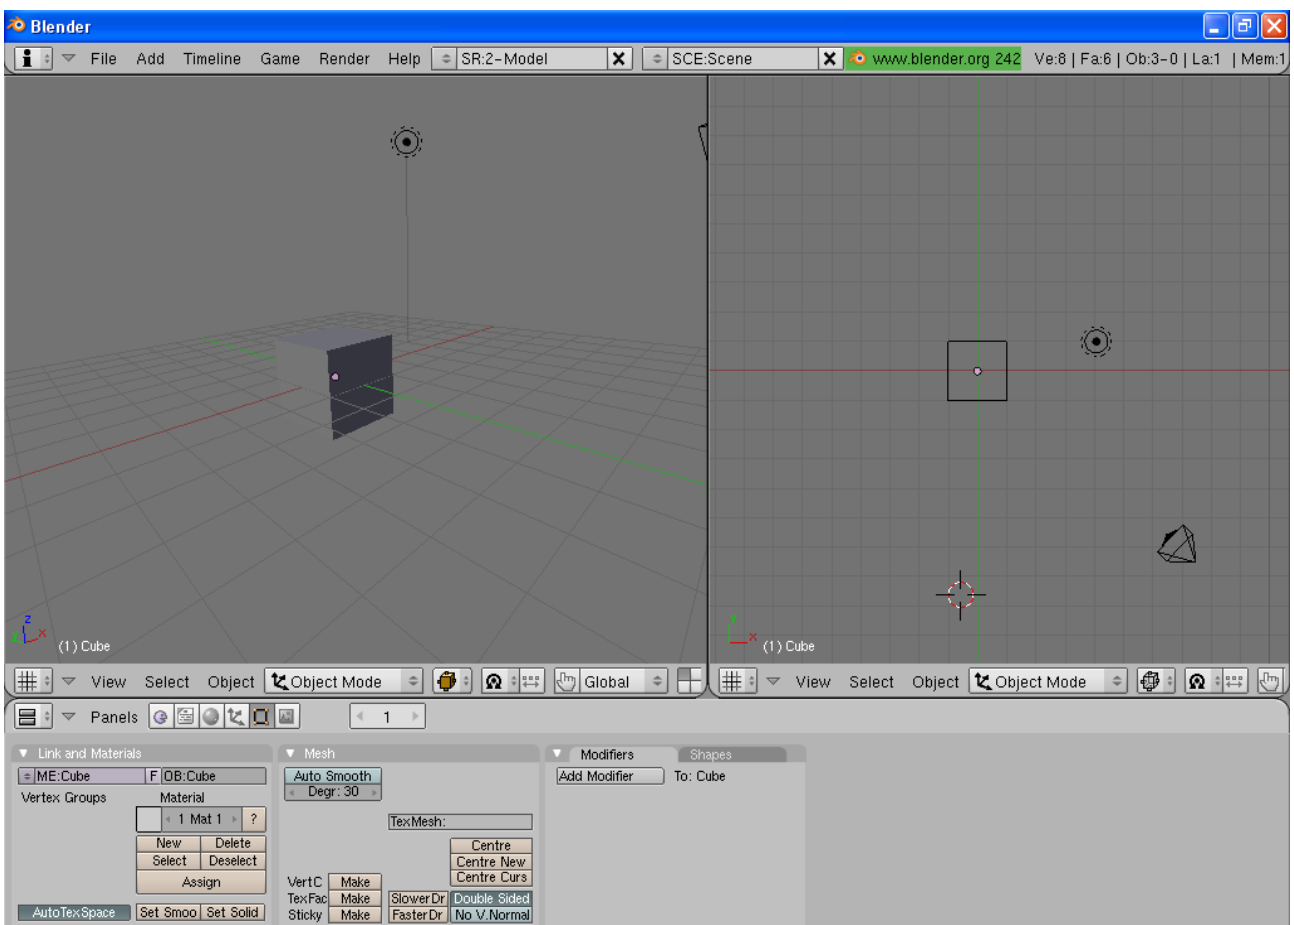 Blender
File Add Timeline Game Render Help SR:2-Model SCE:Scene www.blender.org 242 Ve:8 | Fa:6 | Ob:3-0 | La:1 | Mem:1
z
x
(1) Cube
x
(1) Cube
View Select Object Object Mode Global
View Select Object Object Mode
Panels 1
Link and Materials
ME:Cube F OB:Cube
Vertex Groups Material
1 Mat 1 ?
New Delete
Select Deselect
Assign
AutoTexSpace Set Smoo Set Solid
Mesh
Auto Smooth
Degr: 30
TexMesh:
Centre
Centre New
Centre Curs
VertC Make
TexFac Make SlowerDr Double Sided
Sticky Make FasterDr No V.Normal
Modifiers Shapes
Add Modifier To: Cube